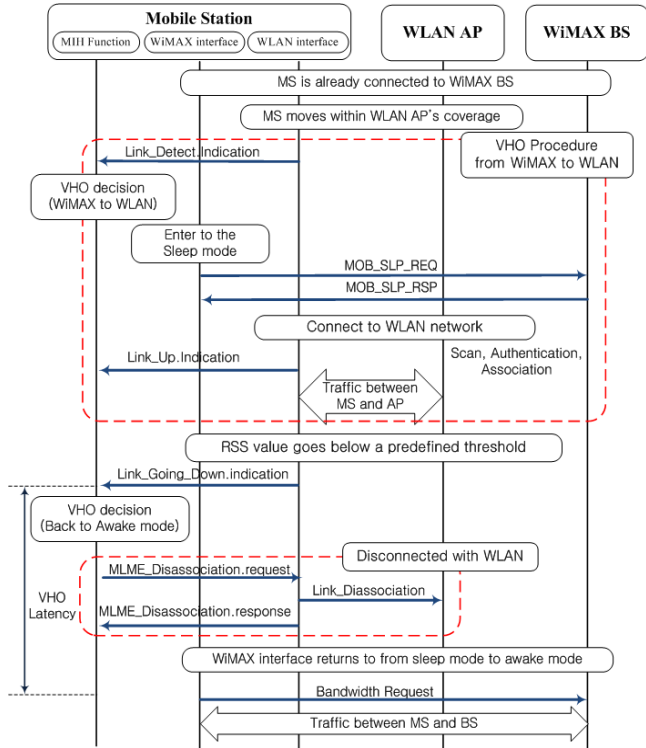 Mobile Station
MIH Function
WiMAX interface
WLAN interface
WLAN AP
WiMAX BS
MS is already connected to WiMAX BS
MS moves within WLAN AP's coverage
Link_Detect.Indication
VHO Procedure
from WiMAX to WLAN
VHO decision
(WiMAX to WLAN)
Enter to the
Sleep mode
MOB_SLP_REQ
MOB_SLP_RSP
Connect to WLAN network
Link_Up.Indication
Scan, Authentication,
Association
Traffic between
MS and AP
RSS value goes below a predefined threshold
Link_Going_Down.indication
VHO decision
(Back to Awake mode)
Disconnected with WLAN
MLME_Disassociation.request
Link_Diassociation
VHO
Latency
MLME_Disassociation.response
WiMAX interface returns to from sleep mode to awake mode
Bandwidth Request
Traffic between MS and BS